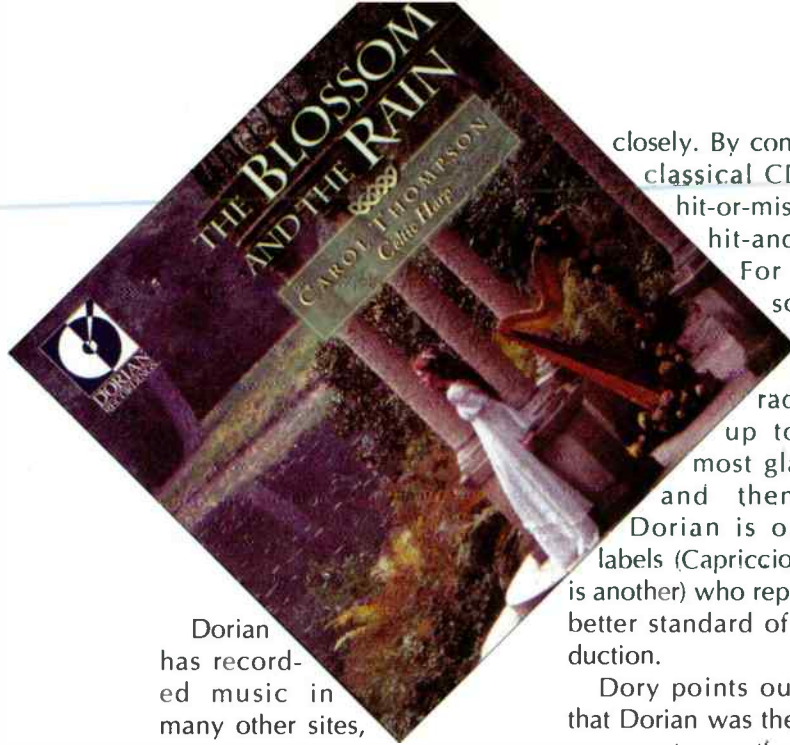 THE BLOSSOM
AND THE RAIN
CAROL THOMPSON
Celtic Harp
DORIAN
RECORDINGS
Dorian
has record-
ed music in
many other sites,
closely. By con
classical CD
hit-or-mis
hit-and
For
so
rac
up to
most gla
and then
Dorian is o
labels (Capriccio
is another) who rep
better standard of
duction.
Dory points ou
that Dorian was the